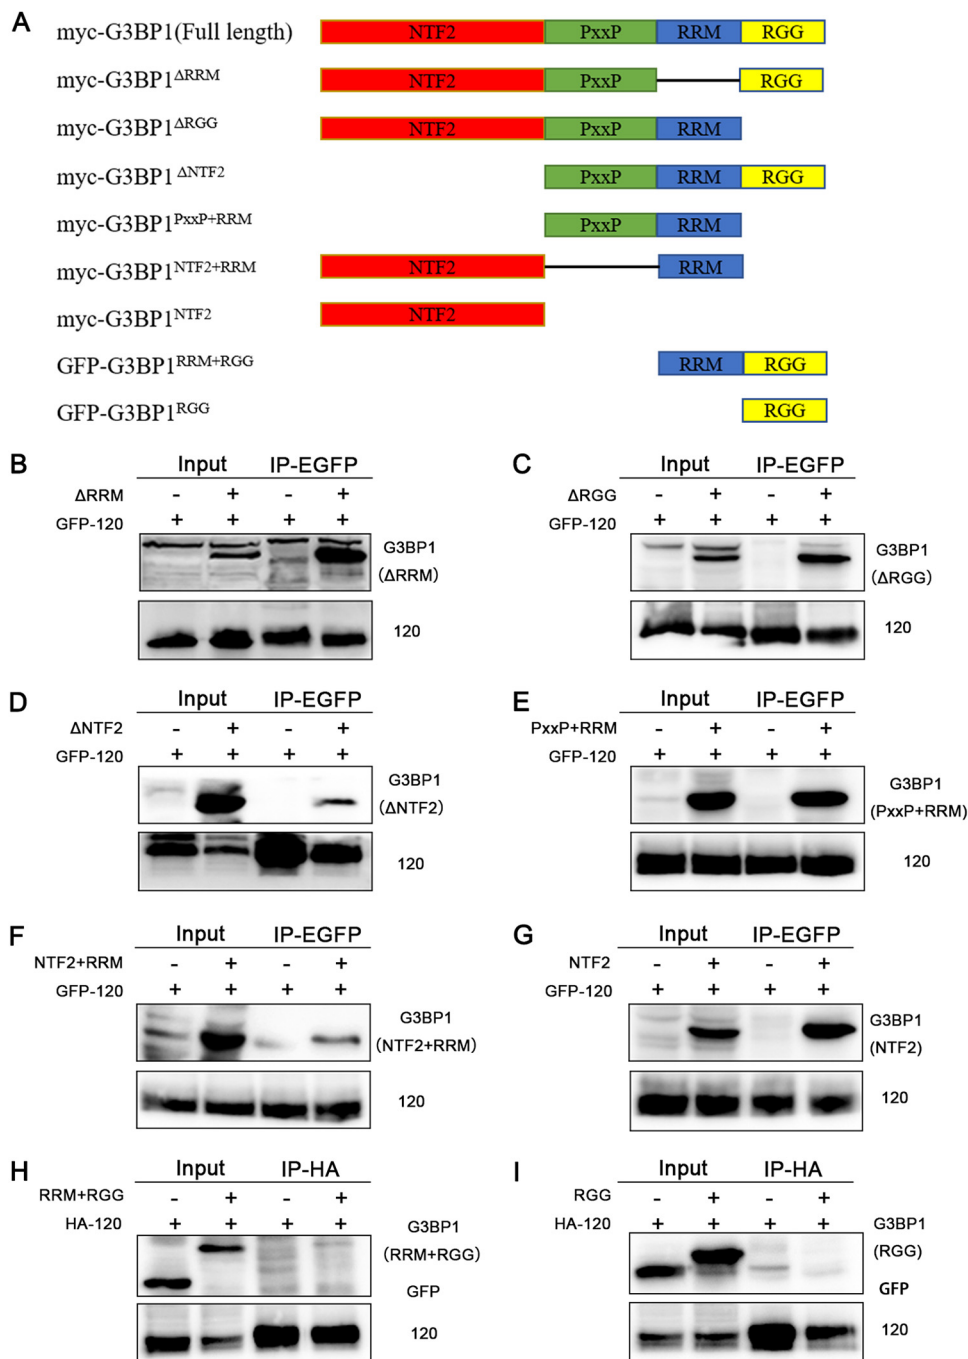 A
myc-G3BP1(Full length) NTF2 PxxP RRM RGG
myc-G3BP1ΔRRM NTF2 PxxP RGG
myc-G3BP1ΔRGG NTF2 PxxP RRM
myc-G3BP1ΔNTF2 PxxP RRM RGG
myc-G3BP1PxxP+RRM PxxP RRM
myc-G3BP1NTF2+RRM NTF2 RRM
myc-G3BP1NTF2 NTF2
GFP-G3BP1RRM+RGG RRM RGG
GFP-G3BP1RGG RGG
B
Input IP-EGFP
ΔRRM - + - +
GFP-120 + + + +
G3BP1
(ΔRRM)
120
C
Input IP-EGFP
ΔRGG - + - +
GFP-120 + + + +
G3BP1
(ΔRGG)
120
D
Input IP-EGFP
ΔNTF2 - + - +
GFP-120 + + + +
G3BP1
(ΔNTF2)
120
E
Input IP-EGFP
PxxP+RRM - + - +
GFP-120 + + + +
G3BP1
(PxxP+RRM)
120
F
Input IP-EGFP
NTF2+RRM - + - +
GFP-120 + + + +
G3BP1
(NTF2+RRM)
120
G
Input IP-EGFP
NTF2 - + - +
GFP-120 + + + +
G3BP1
(NTF2)
120
H
Input IP-HA
RRM+RGG - + - +
HA-120 + + + +
G3BP1
(RRM+RGG)
GFP
120
I
Input IP-HA
RGG - + - +
HA-120 + + + +
G3BP1
(RGG)
GFP
120